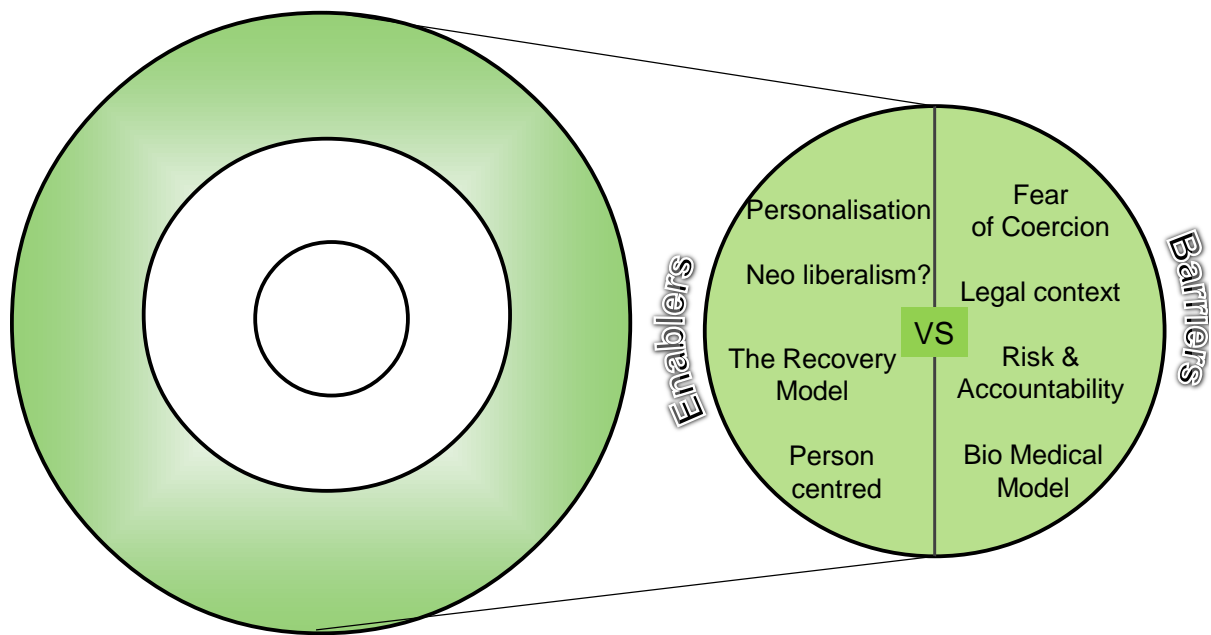 Enablers
Personalisation
Neo liberalism?
The Recovery
Model
Person
centred
VS
Fear
of Coercion
Legal context
Risk &
Accountability
Bio Medical
Model
Barriers